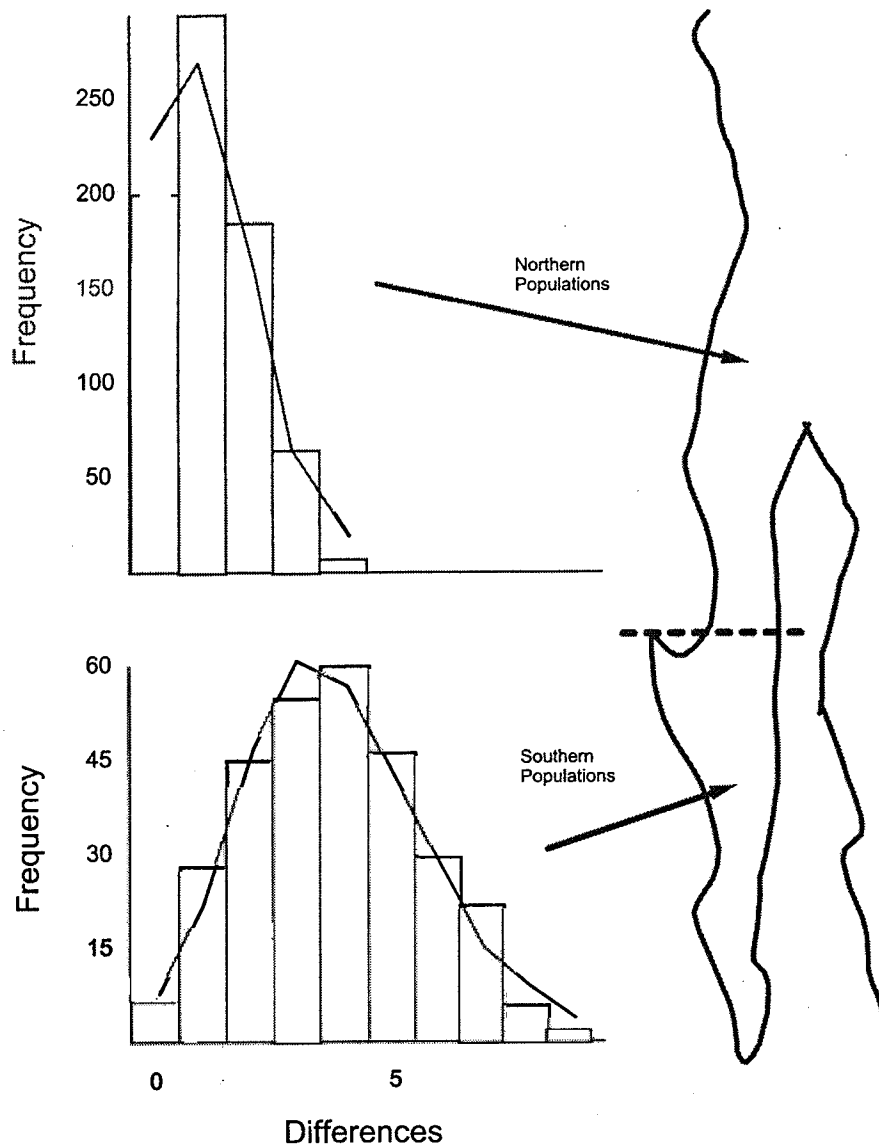 Frequency
250
200
150
100
50
Northern
Populations
Frequency
60
45
30
15
Southern
Populations
0 5
Differences